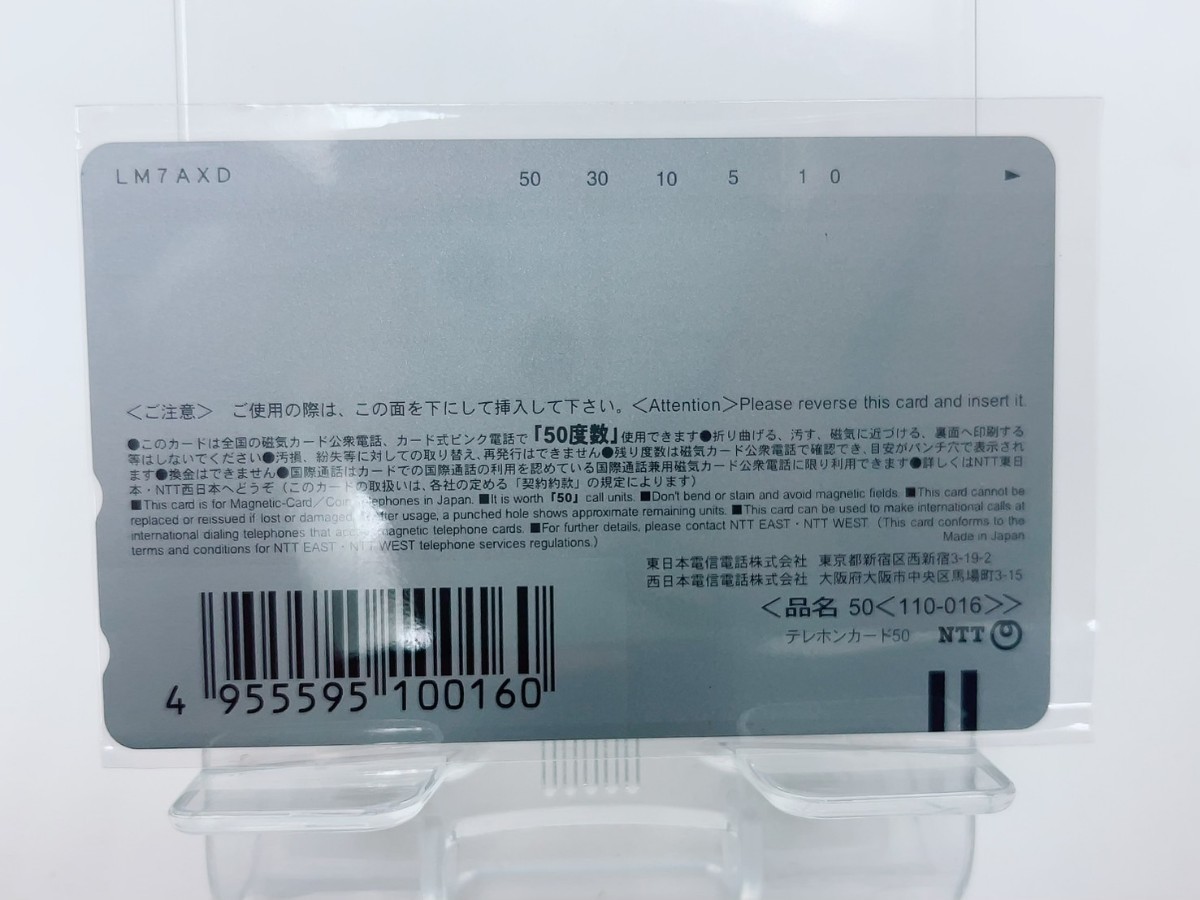 LM7AXD 50 30 10 5 1 0 ►
＜ご注意＞ ご使用の際は、この面を下にして挿入して下さい。＜Attention＞Please reverse this card and insert it.
●このカードは全国の磁気カード公衆電話、カード式ピンク電話で「50度数」使用できます●折り曲げる、汚す、磁気に近づける、裏面へ印刷する
等はしないでください●汚損、紛失等に対しての取り替え、再発行はできません●残り度数は磁気カード公衆電話で確認でき、目安がパンチ穴で表示され
ます●換金はできません●国際通話はカードでの国際通話の利用を認めている国際通話兼用磁気カード公衆電話に限り利用できます●詳しくはNTT東日
本・NTT西日本へどうぞ（このカードの取扱いは、各社の定める「契約約款」の規定によります）
■This card is for Magnetic-Card／Coin telephones in Japan. ■It is worth「50」call units. ■Don't bend or stain and avoid magnetic fields. ■This card cannot be
replaced or reissued if lost or damaged. after usage, a punched hole shows approximate remaining units. ■This card can be used to make international calls at
international dialing telephones that magnetic telephone cards. ■For further details, please contact NTT EAST・NTT WEST（This card conforms to the
terms and conditions for NTT EAST・NTT WEST telephone services regulations.） Made in Japan
東日本電信電話株式会社 東京都新宿区西新宿3-19-2
西日本電信電話株式会社 大阪府大阪市中央区馬場町3-15
＜品名 50＜110-016＞＞
テレホンカード50 NTT
4 955595 100160